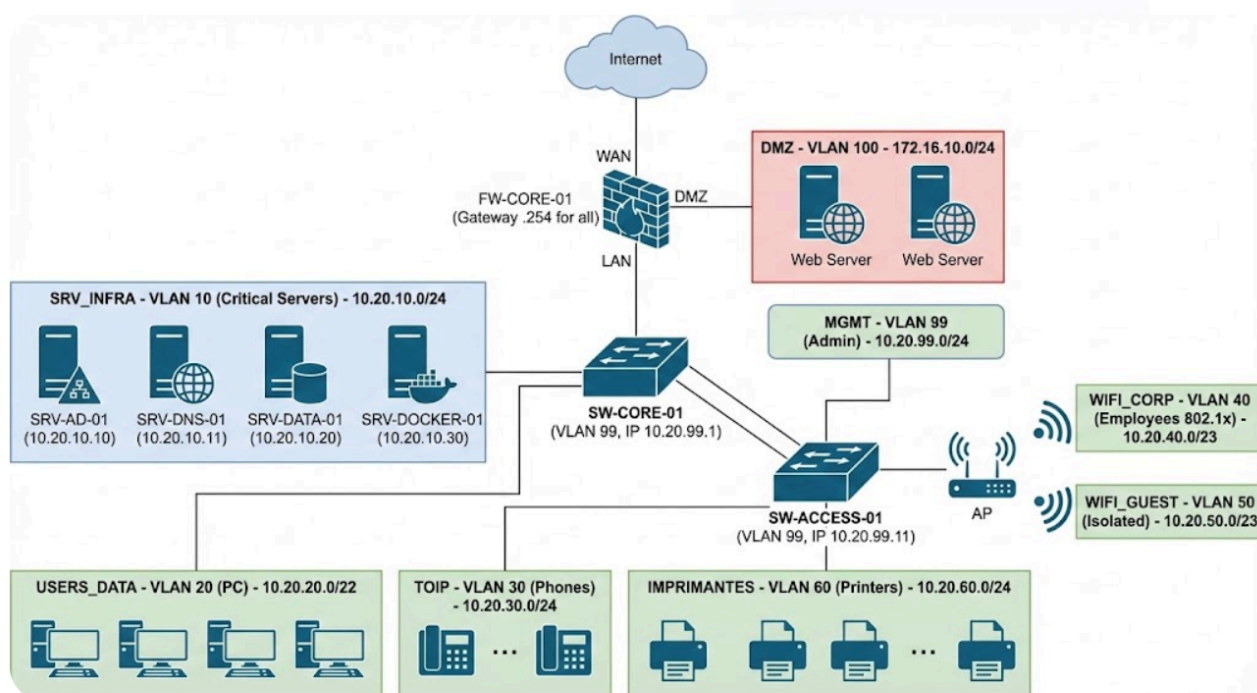 Internet
WAN
FW-CORE-01
(Gateway .254 for all)
DMZ
LAN
DMZ - VLAN 100 - 172.16.10.0/24
Web Server
Web Server
SRV_INFRA - VLAN 10 (Critical Servers) - 10.20.10.0/24
SRV-AD-01
(10.20.10.10)
SRV-DNS-01
(10.20.10.11)
SRV-DATA-01
(10.20.10.20)
SRV-DOCKER-01
(10.20.10.30)
SW-CORE-01
(VLAN 99, IP 10.20.99.1)
MGMT - VLAN 99
(Admin) - 10.20.99.0/24
SW-ACCESS-01
(VLAN 99, IP 10.20.99.11)
AP
WIFI_CORP - VLAN 40
(Employees 802.1x) -
10.20.40.0/23
WIFI_GUEST - VLAN 50
(Isolated) - 10.20.50.0/23
USERS_DATA - VLAN 20 (PC) - 10.20.20.0/22
TOIP - VLAN 30 (Phones)
- 10.20.30.0/24
...
IMPRIMANTES - VLAN 60 (Printers) - 10.20.60.0/24
...